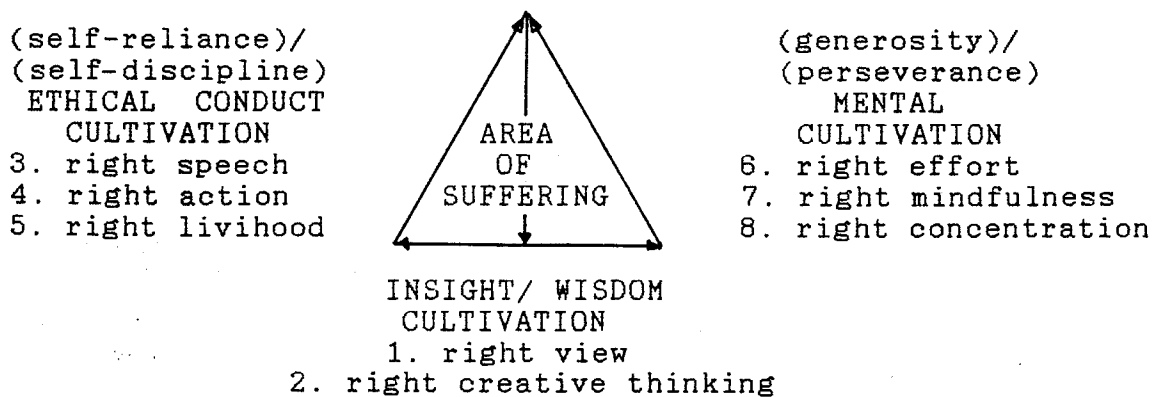 (self-reliance)/
(self-discipline)
ETHICAL CONDUCT
CULTIVATION
3. right speech
4. right action
5. right livihood
AREA
OF
SUFFERING
(generosity)/
(perseverance)
MENTAL
CULTIVATION
6. right effort
7. right mindfulness
8. right concentration
INSIGHT/ WISDOM
CULTIVATION
1. right view
2. right creative thinking